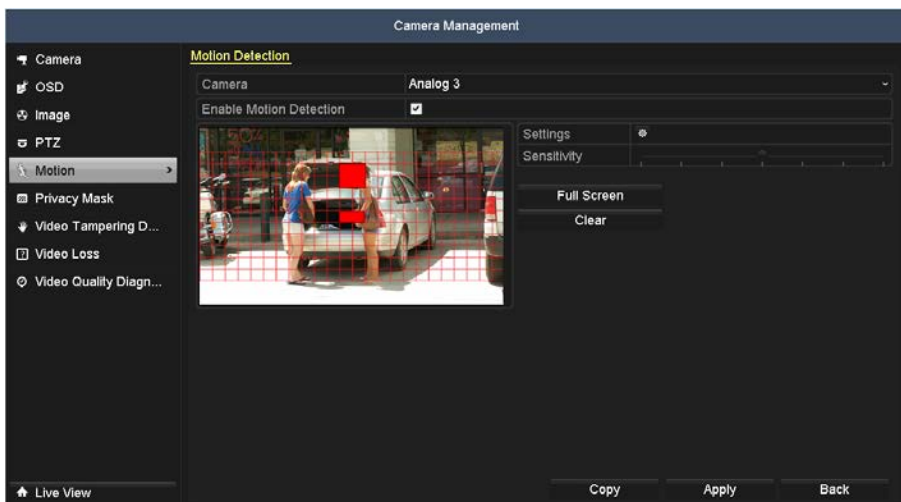 Camera Management
Camera
OSD
Image
PTZ
Motion
Privacy Mask
Video Tampering D...
Video Loss
Video Quality Diagn...
Live View
Motion Detection
Camera Analog 3
Enable Motion Detection
50%
Settings
Sensitivity
Full Screen
Clear
Copy Apply Back